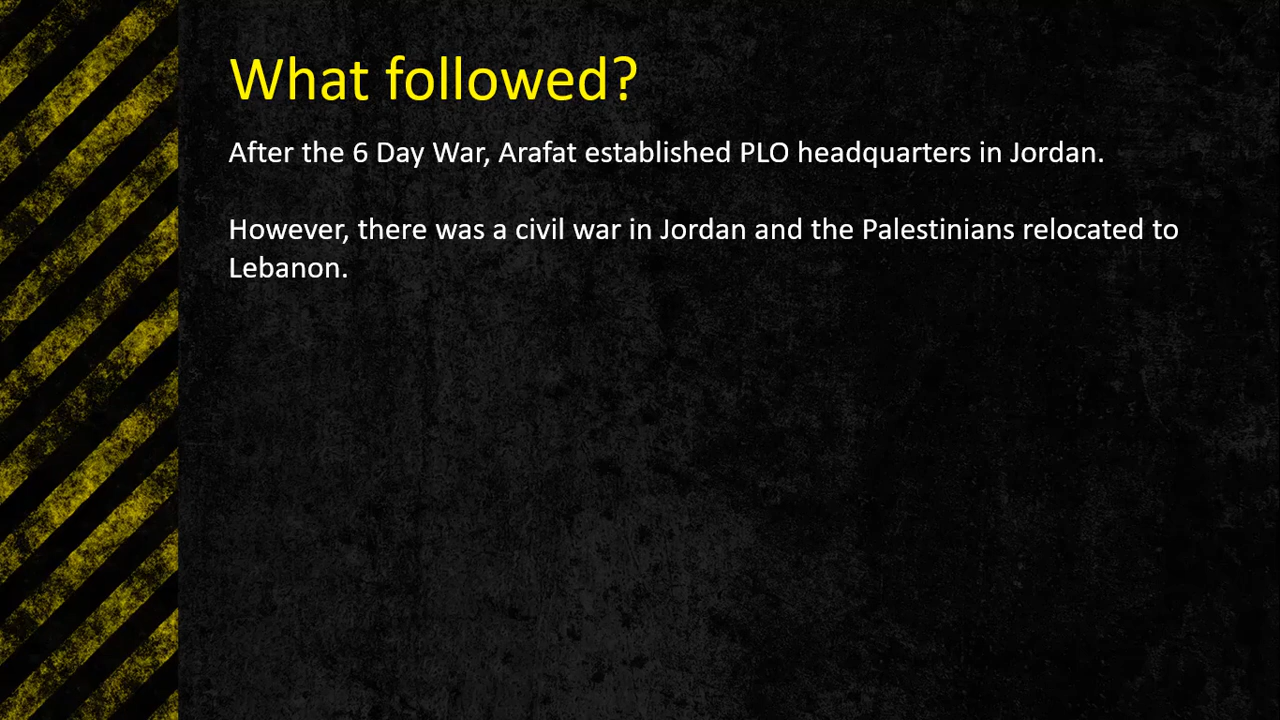 What followed?
After the 6 Day War, Arafat established PLO headquarters in Jordan.
However, there was a civil war in Jordan and the Palestinians relocated to
Lebanon.